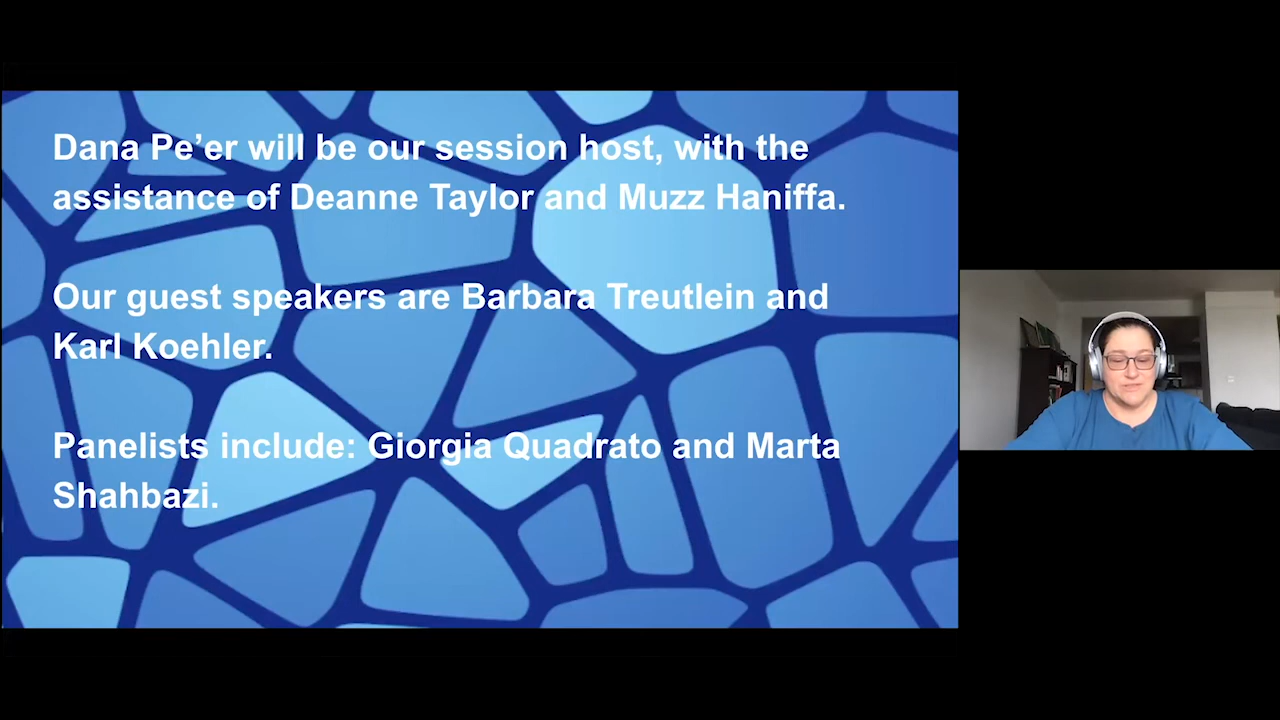 Dana Pe’er will be our session host, with the
assistance of Deanne Taylor and Muzz Haniffa.
Our guest speakers are Barbara Treutlein and
Karl Koehler.
Panelists include: Giorgia Quadrato and Marta
Shahbazi.